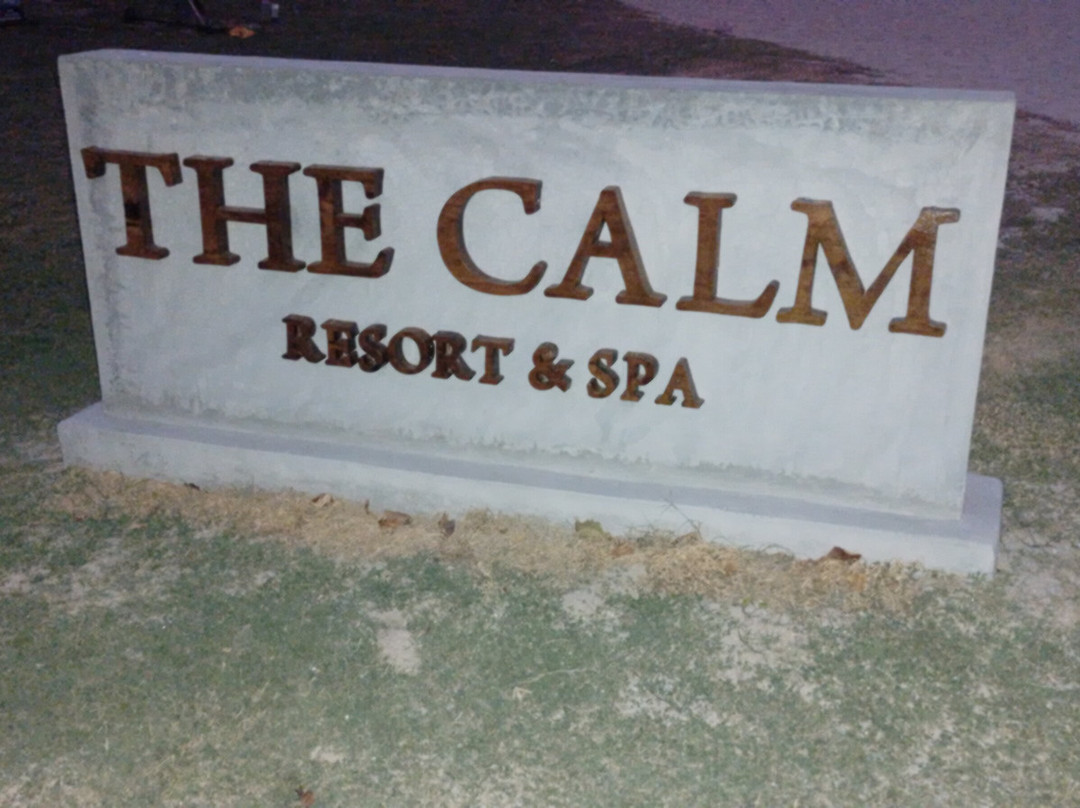 THE CALM
RESORT & SPA